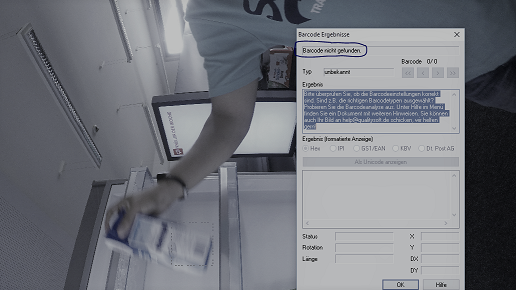 Barcode Ergebnisse
Barcode nicht gefunden.
Barcode 0/ 0
Typ unbekannt
Ergebnis
Bitte überprüfen Sie, ob die Barcodeeinstellungen korrekt
sind. Sind z.B. die richtigen Barcodetypen ausgewählt?
Probieren Sie die Barcodeanalyse aus. Unter Hilfe im Menü
finden Sie ein Dokument mit weiteren Hinweisen. Sie können
auch Ihr Bild an help@qualitysoft.de schicken, wir helfen
gern.
Ergebnis (formatierte Anzeige)
Hex IPI GS1/EAN KBV Dt. Post AG
Als Unicode anzeigen
Status X
Rotation Y
Länge DX
DY
OK Hilfe